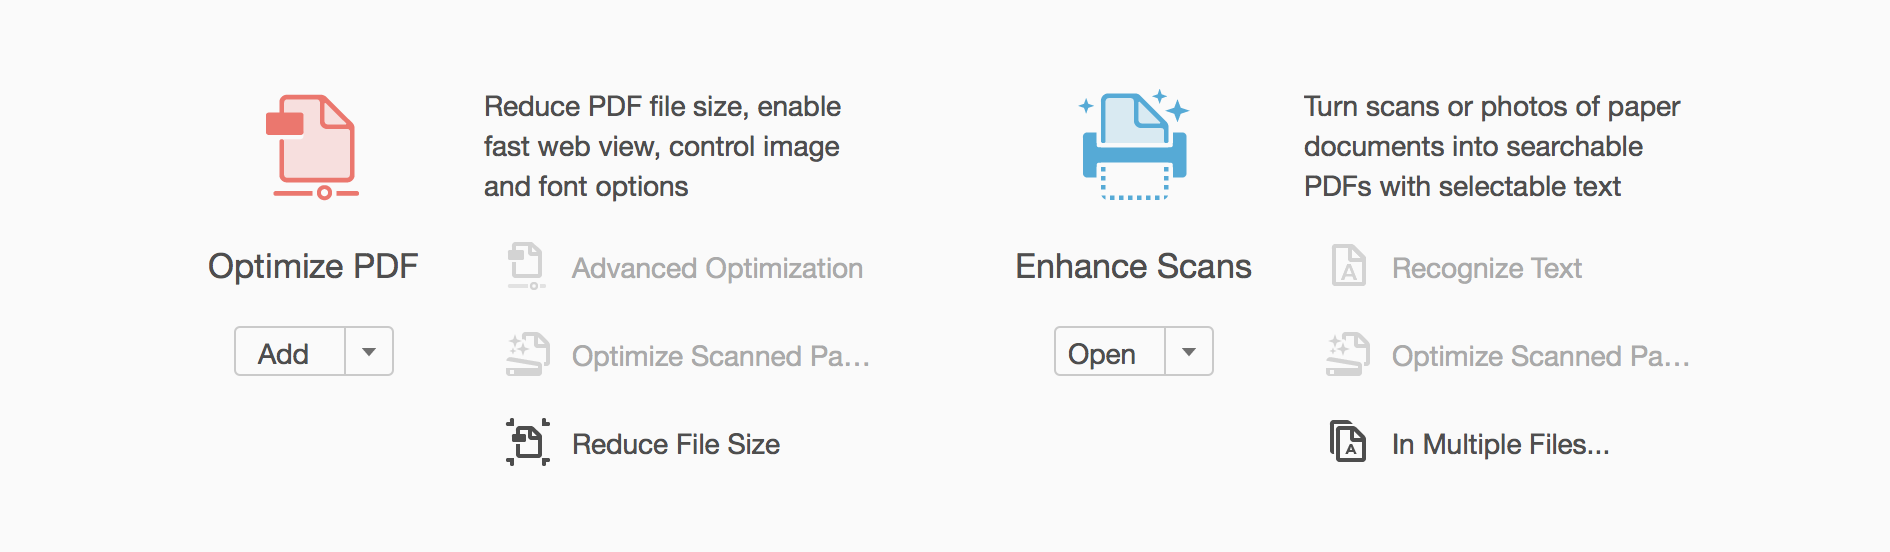 Reduce PDF file size, enable
fast web view, control image
and font options
Optimize PDF
Add
Advanced Optimization
Optimize Scanned Pa...
Reduce File Size
Turn scans or photos of paper
documents into searchable
PDFs with selectable text
Enhance Scans
Open
Recognize Text
Optimize Scanned Pa...
In Multiple Files...